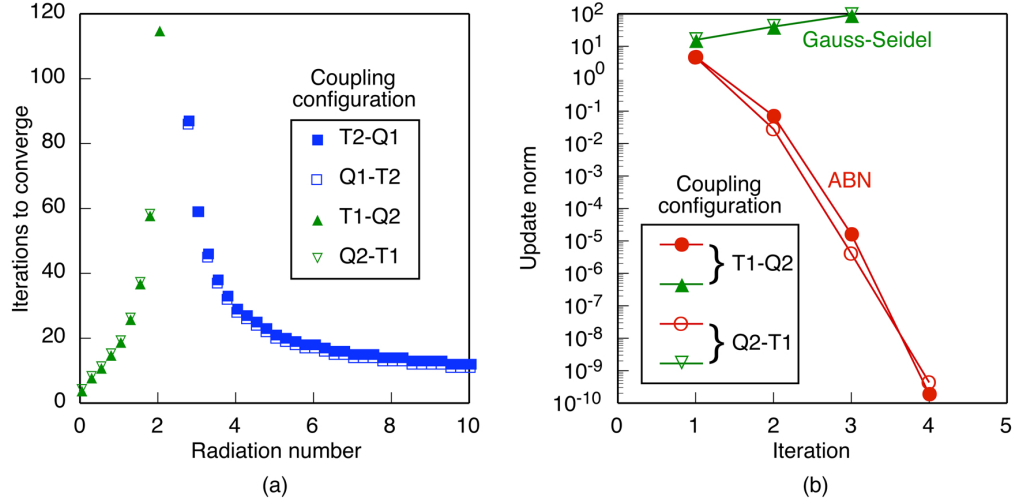 120
100
80
60
40
20
0
Iterions to converge
0
2
4
6
8
10
Radiation number
Coupling
configuration
T2-Q1
Q1-T2
T1-Q2
Q2-T1
(a)
10^2
10^1
10^0
10^-1
10^-2
10^-3
10^-4
10^-5
10^-6
10^-7
10^-8
10^-9
10^-10
Update norm
0
1
2
3
4
5
Iteration
Gauss-Seidel
ABN
Coupling
configuration
} T1-Q2
} Q2-T1
(b)